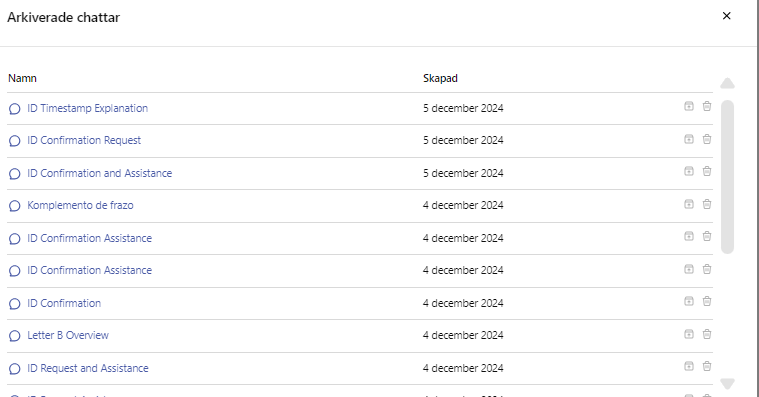 Arkiverade chattar
Namn Skapad
ID Timestamp Explanation 5 december 2024
ID Confirmation Request 5 december 2024
ID Confirmation and Assistance 5 december 2024
Komplemento de frazo 4 december 2024
ID Confirmation Assistance 4 december 2024
ID Confirmation Assistance 4 december 2024
ID Confirmation 4 december 2024
Letter B Overview 4 december 2024
ID Request and Assistance 4 december 2024